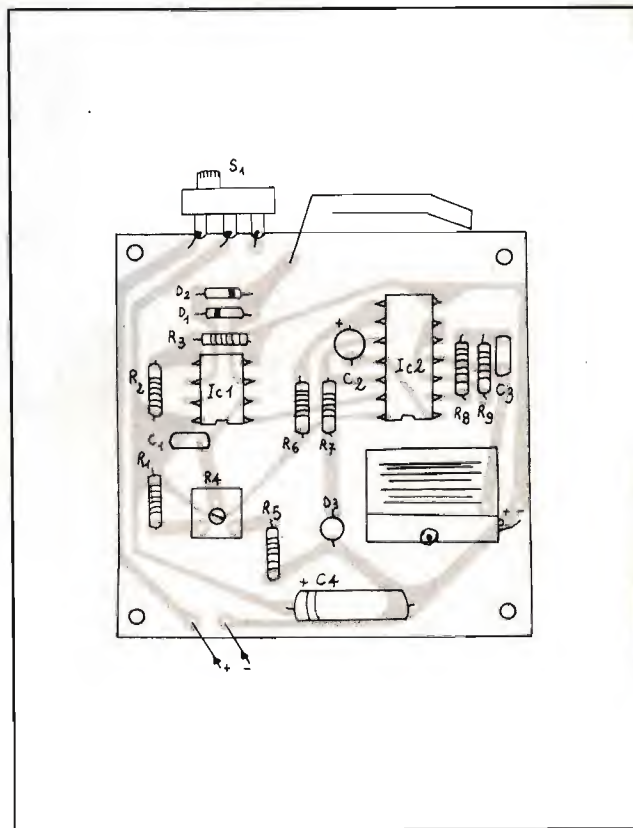 S1
D2
D1
R3
+
R2
Ic1
C2
Ic2
R8
R9
C3
C1
R6
R7
R1
R4
R5
D3
+ -
+ C4
+ -